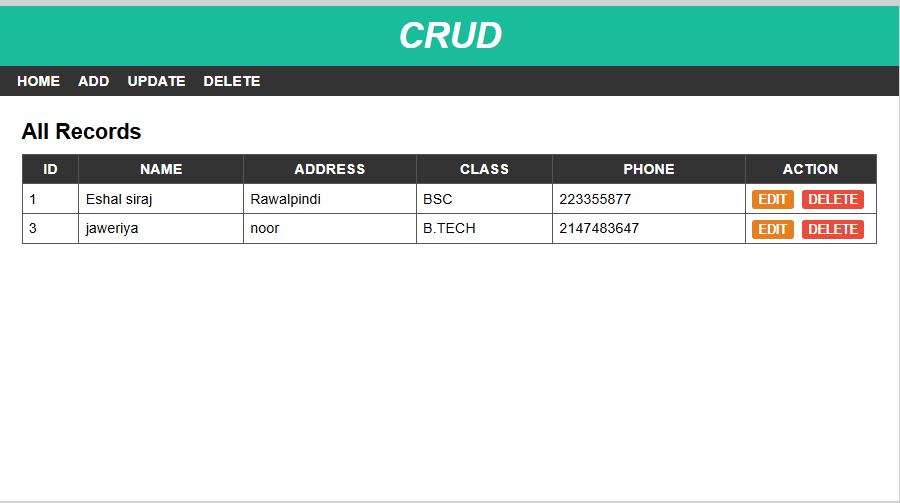 CRUD
HOME ADD UPDATE DELETE
All Records
ID NAME ADDRESS CLASS PHONE ACTION
1 Eshal siraj Rawalpindi BSC 223355877 EDIT DELETE
3 jaweriya noor B.TECH 2147483647 EDIT DELETE